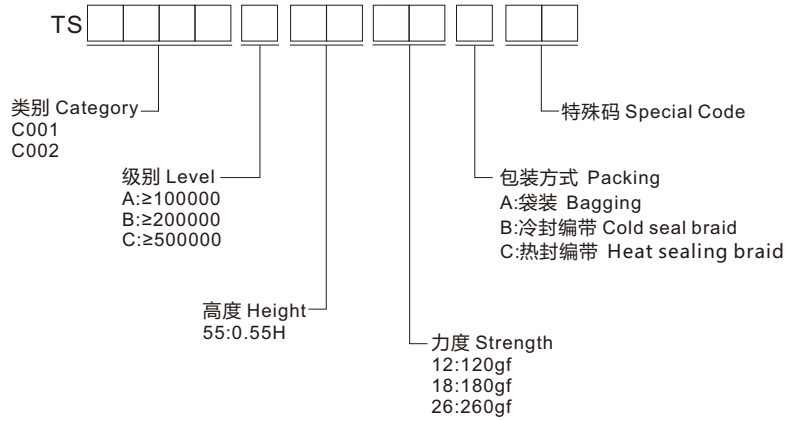 TS
类别 Category
C001
C002
特殊码 Special Code
级别 Level
A:≥100000
B:≥200000
C:≥500000
包装方式 Packing
A:袋装 Bagging
B:冷封编带 Cold seal braid
C:热封编带 Heat sealing braid
高度 Height
55:0.55H
力度 Strength
12:120gf
18:180gf
26:260gf